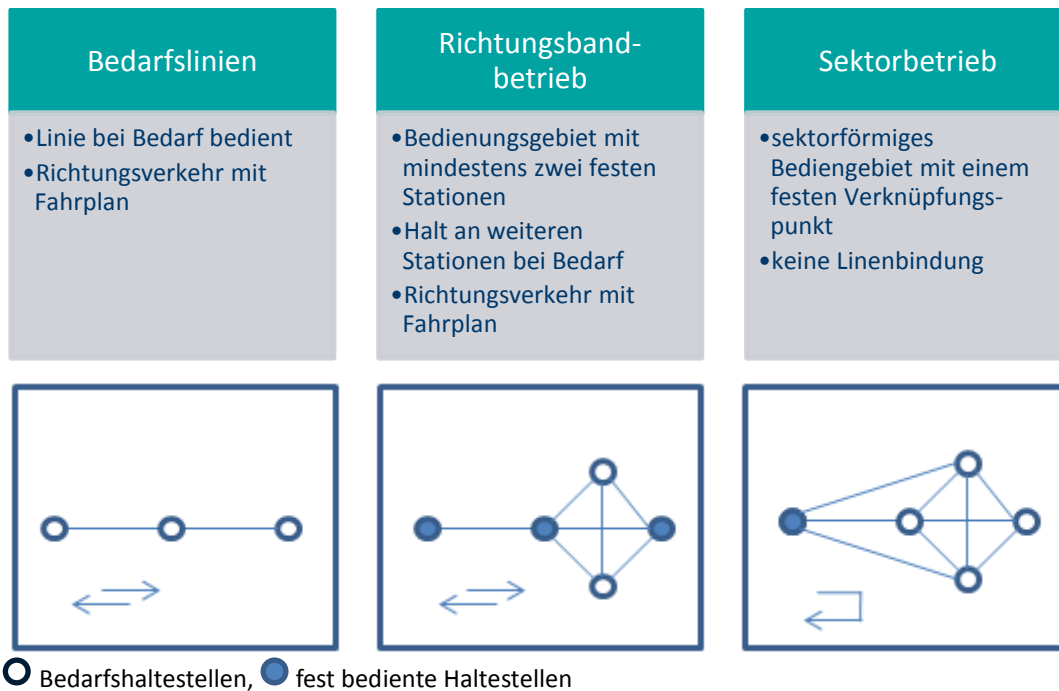 Bedarfslinien
•Linie bei Bedarf bedient
•Richtungsverkehr mit
Fahrplan
Richtungsband-
betrieb
•Bedienungsgebiet mit
mindestens zwei festen
Stationen
•Halt an weiteren
Stationen bei Bedarf
•Richtungsverkehr mit
Fahrplan
Sektorbetrieb
•sektorförmiges
Bediengebiet mit einem
festen Verknüpfungs-
punkt
•keine Linenbindung
Bedarfshaltestellen, fest bediente Haltestellen